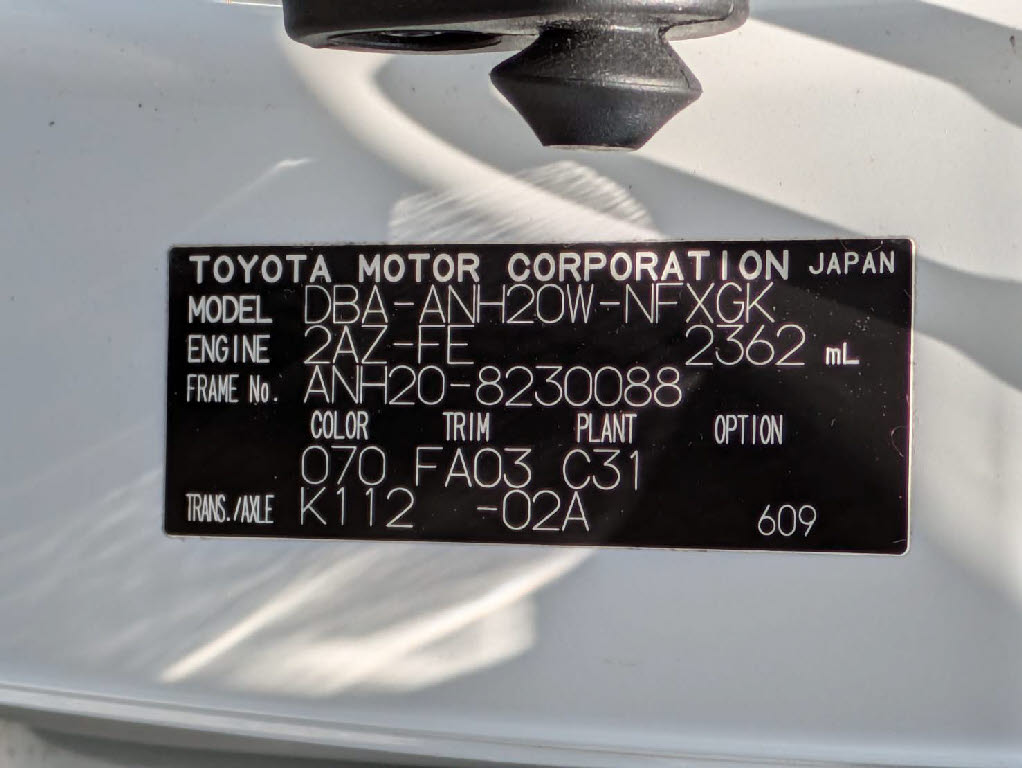 TOYOTA MOTOR CORPORATION JAPAN
MODEL DBA-ANH20W-NFXGK
ENGINE 2AZ-FE 2362 mL
FRAME No. ANH20-8230088
COLOR TRIM PLANT OPTION
070 FA03 C31
TRANS./AXLE K112 -02A 609